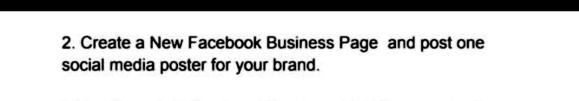 2. Create a New Facebook Business Page and post one
social media poster for your brand.